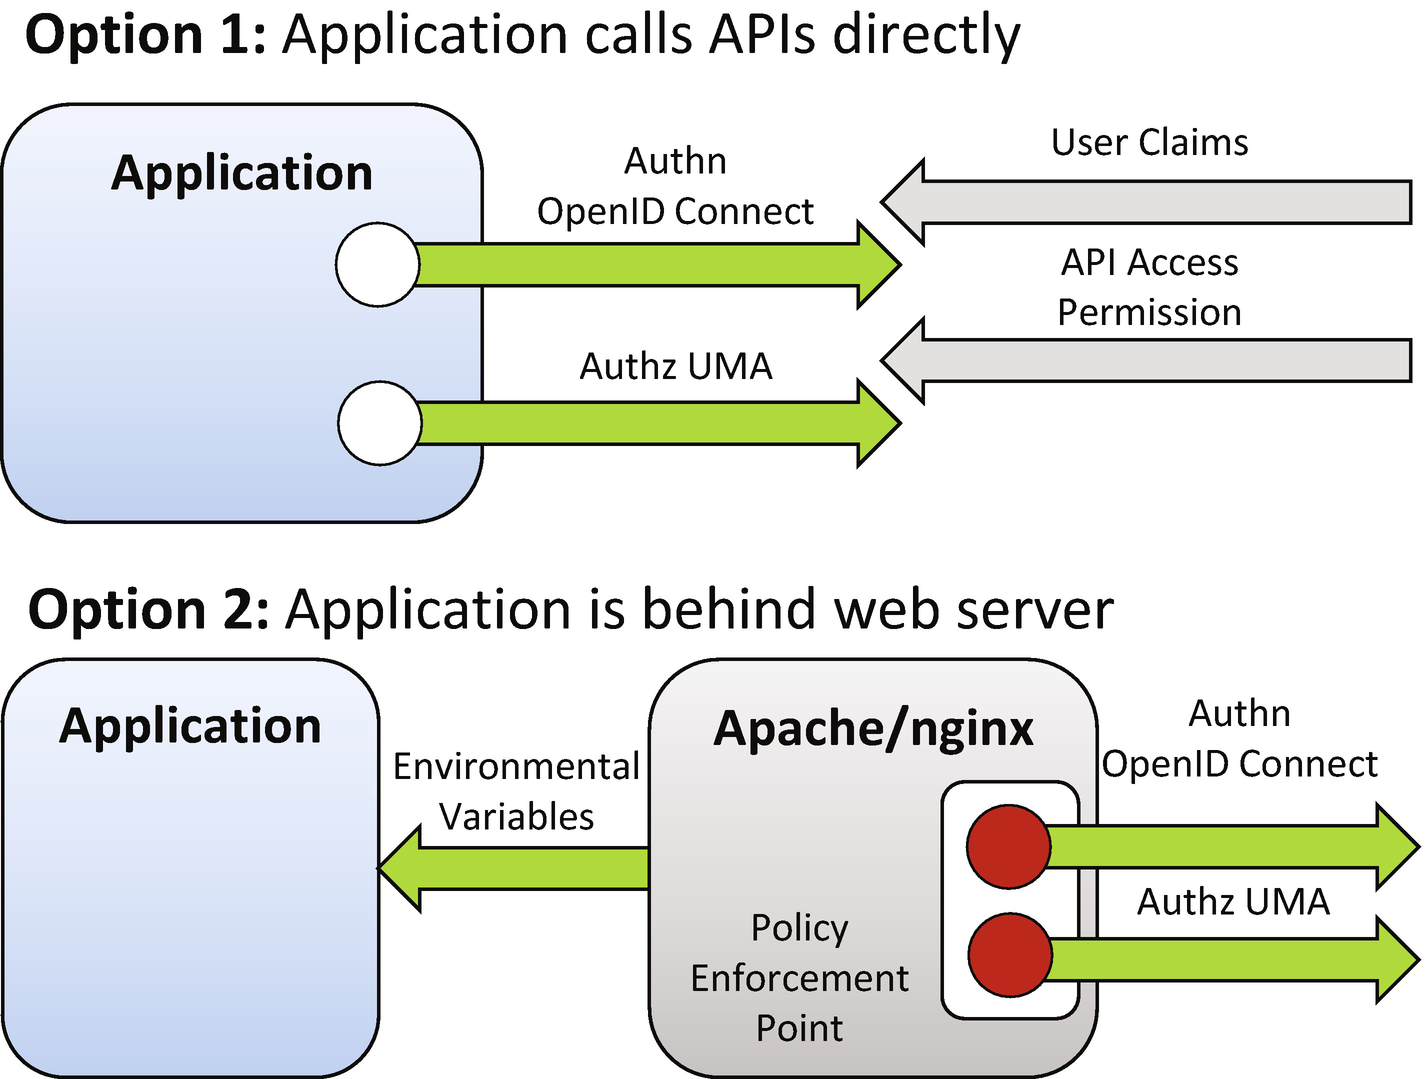 Option 1: Application calls APIs directly
Application
Authn
OpenID Connect
User Claims
API Access
Permission
Authz UMA
Option 2: Application is behind web server
Application
Environmental
Variables
Apache/nginx
Policy
Enforcement
Point
Authn
OpenID Connect
Authz UMA